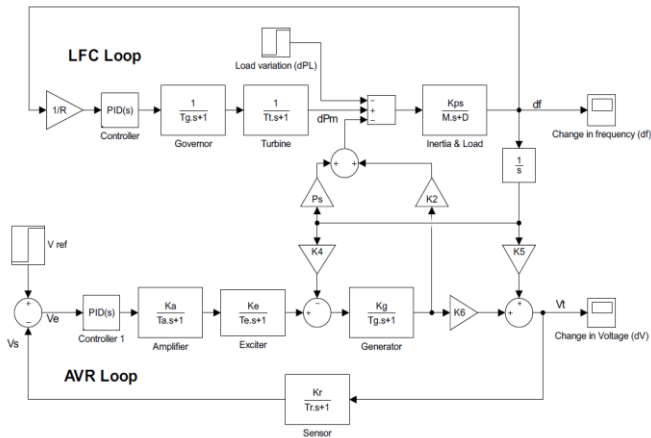 LFC Loop
Load variation (dPL)
1/R
PID(s)
Controller
1
Tg.s+1
Governor
1
Tt.s+1
Turbine
dPm
−
+
−
Kps
M.s+D
Inertia & Load
df
Change in frequency (df)
1
s
+
+
Ps
K2
K4
K5
V ref
+
−
Ve
Vs
PID(s)
Controller 1
Ka
Ta.s+1
Amplifier
Ke
Te.s+1
Exciter
−
+
Kg
Tg.s+1
Generator
K6
+
+
Vt
Change in Voltage (dV)
AVR Loop
Kr
Tr.s+1
Sensor